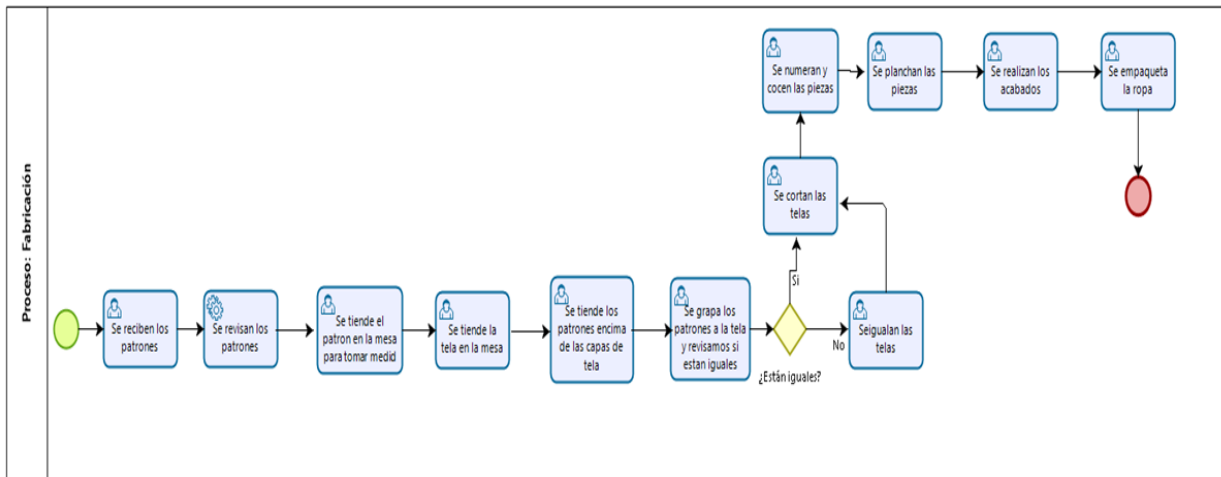 Proceso: Fabricación
Se reciben los
patrones
Se revisan los
patrones
Se tiende el
patron en la mesa
para tomar medid
Se tiende la
tela en la mesa
Se tiende los
patrones encima
de las capas de
tela
Se grapa los
patrones a la tela
y revisamos si
estan iguales
¿Están iguales?
Si
No
Seigualan las
telas
Se cortan las
telas
Se numeran y
cocen las piezas
Se planchan las
piezas
Se realizan los
acabados
Se empaqueta
la ropa